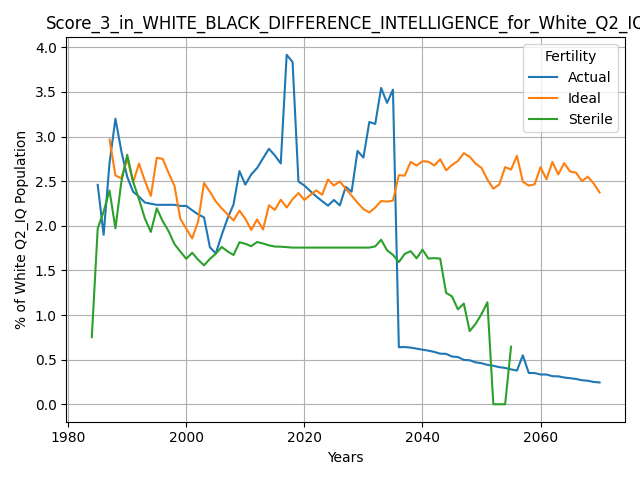 Score_3_in_WHITE_BLACK_DIFFERENCE_INTELLIGENCE_for_White_Q2_IQ
4.0
3.5
3.0
2.5
2.0
1.5
1.0
0.5
0.0
% of White Q2_IQ Population
Fertility
Actual
Ideal
Sterile
1980
2000
2020
2040
2060
Years